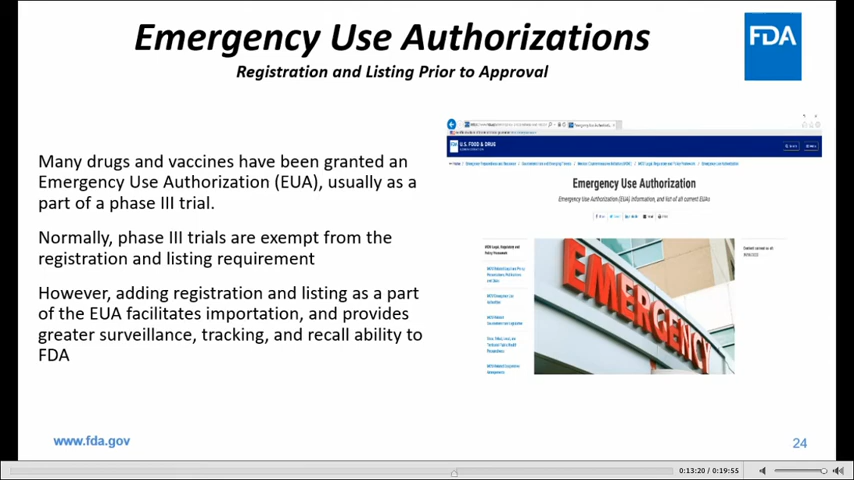 Emergency Use Authorizations
FDA
Registration and Listing Prior to Approval
Many drugs and vaccines have been granted an
Emergency Use Authorization (EUA), usually as a
part of a phase III trial.
Normally, phase III trials are exempt from the
registration and listing requirement
However, adding registration and listing as a part
of the EUA facilitates importation, and provides
greater surveillance, tracking, and recall ability to
FDA
U.S. FOOD & DRUG
Emergency Use Authorization
Emergency Use Authorization (EUA) information, and list of all current EUAs
EMERGENCY
www.fda.gov
24
0:13:20 / 0:19:55